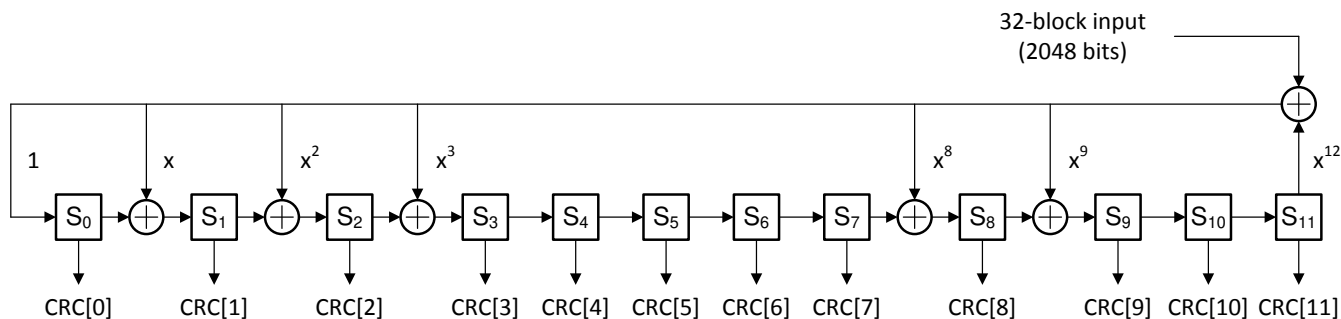 32-block input
(2048 bits)
1 x x² x³ x⁸ x⁹ x¹²
S₀ S₁ S₂ S₃ S₄ S₅ S₆ S₇ S₈ S₉ S₁₀ S₁₁
CRC[0] CRC[1] CRC[2] CRC[3] CRC[4] CRC[5] CRC[6] CRC[7] CRC[8] CRC[9] CRC[10] CRC[11]